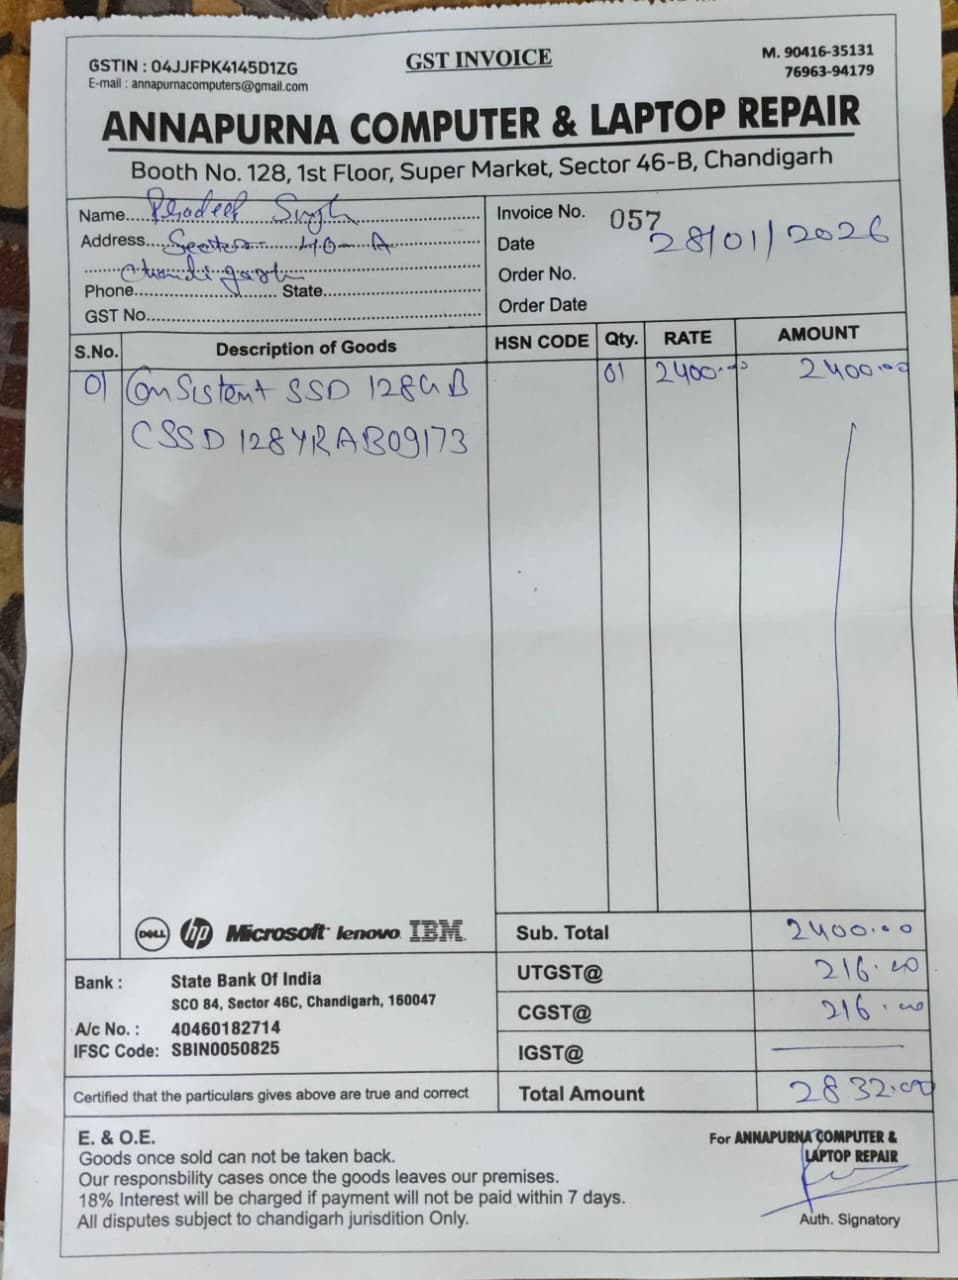 GST INVOICE
GSTIN : 04JJFPK4145D1ZG
E-mail : annapurnacomputers@gmail.com
M. 90416-35131
76963-94179
ANNAPURNA COMPUTER & LAPTOP REPAIR
Booth No. 128, 1st Floor, Super Market, Sector 46-B, Chandigarh
Name Pradeep Singh
Address Sector 40-A
Chandigarh
Phone State
GST No.
Invoice No. 057
Date 28/01/2026
Order No.
Order Date
S.No. Description of Goods HSN CODE Qty. RATE AMOUNT
01 Consistent SSD 128GB 01 2400.00 2400.00
CSSD128YRAB09173
DELL hp Microsoft lenovo IBM
Sub. Total 2400.00
UTGST@ 216.00
CGST@ 216.00
IGST@
Total Amount 2832.00
Bank : State Bank Of India
SCO 84, Sector 46C, Chandigarh, 160047
A/c No. : 40460182714
IFSC Code: SBIN0050825
Certified that the particulars gives above are true and correct
E. & O.E.
Goods once sold can not be taken back.
Our responsbility cases once the goods leaves our premises.
18% Interest will be charged if payment will not be paid within 7 days.
All disputes subject to chandigarh jurisdition Only.
For ANNAPURNA COMPUTER &
LAPTOP REPAIR
Auth. Signatory